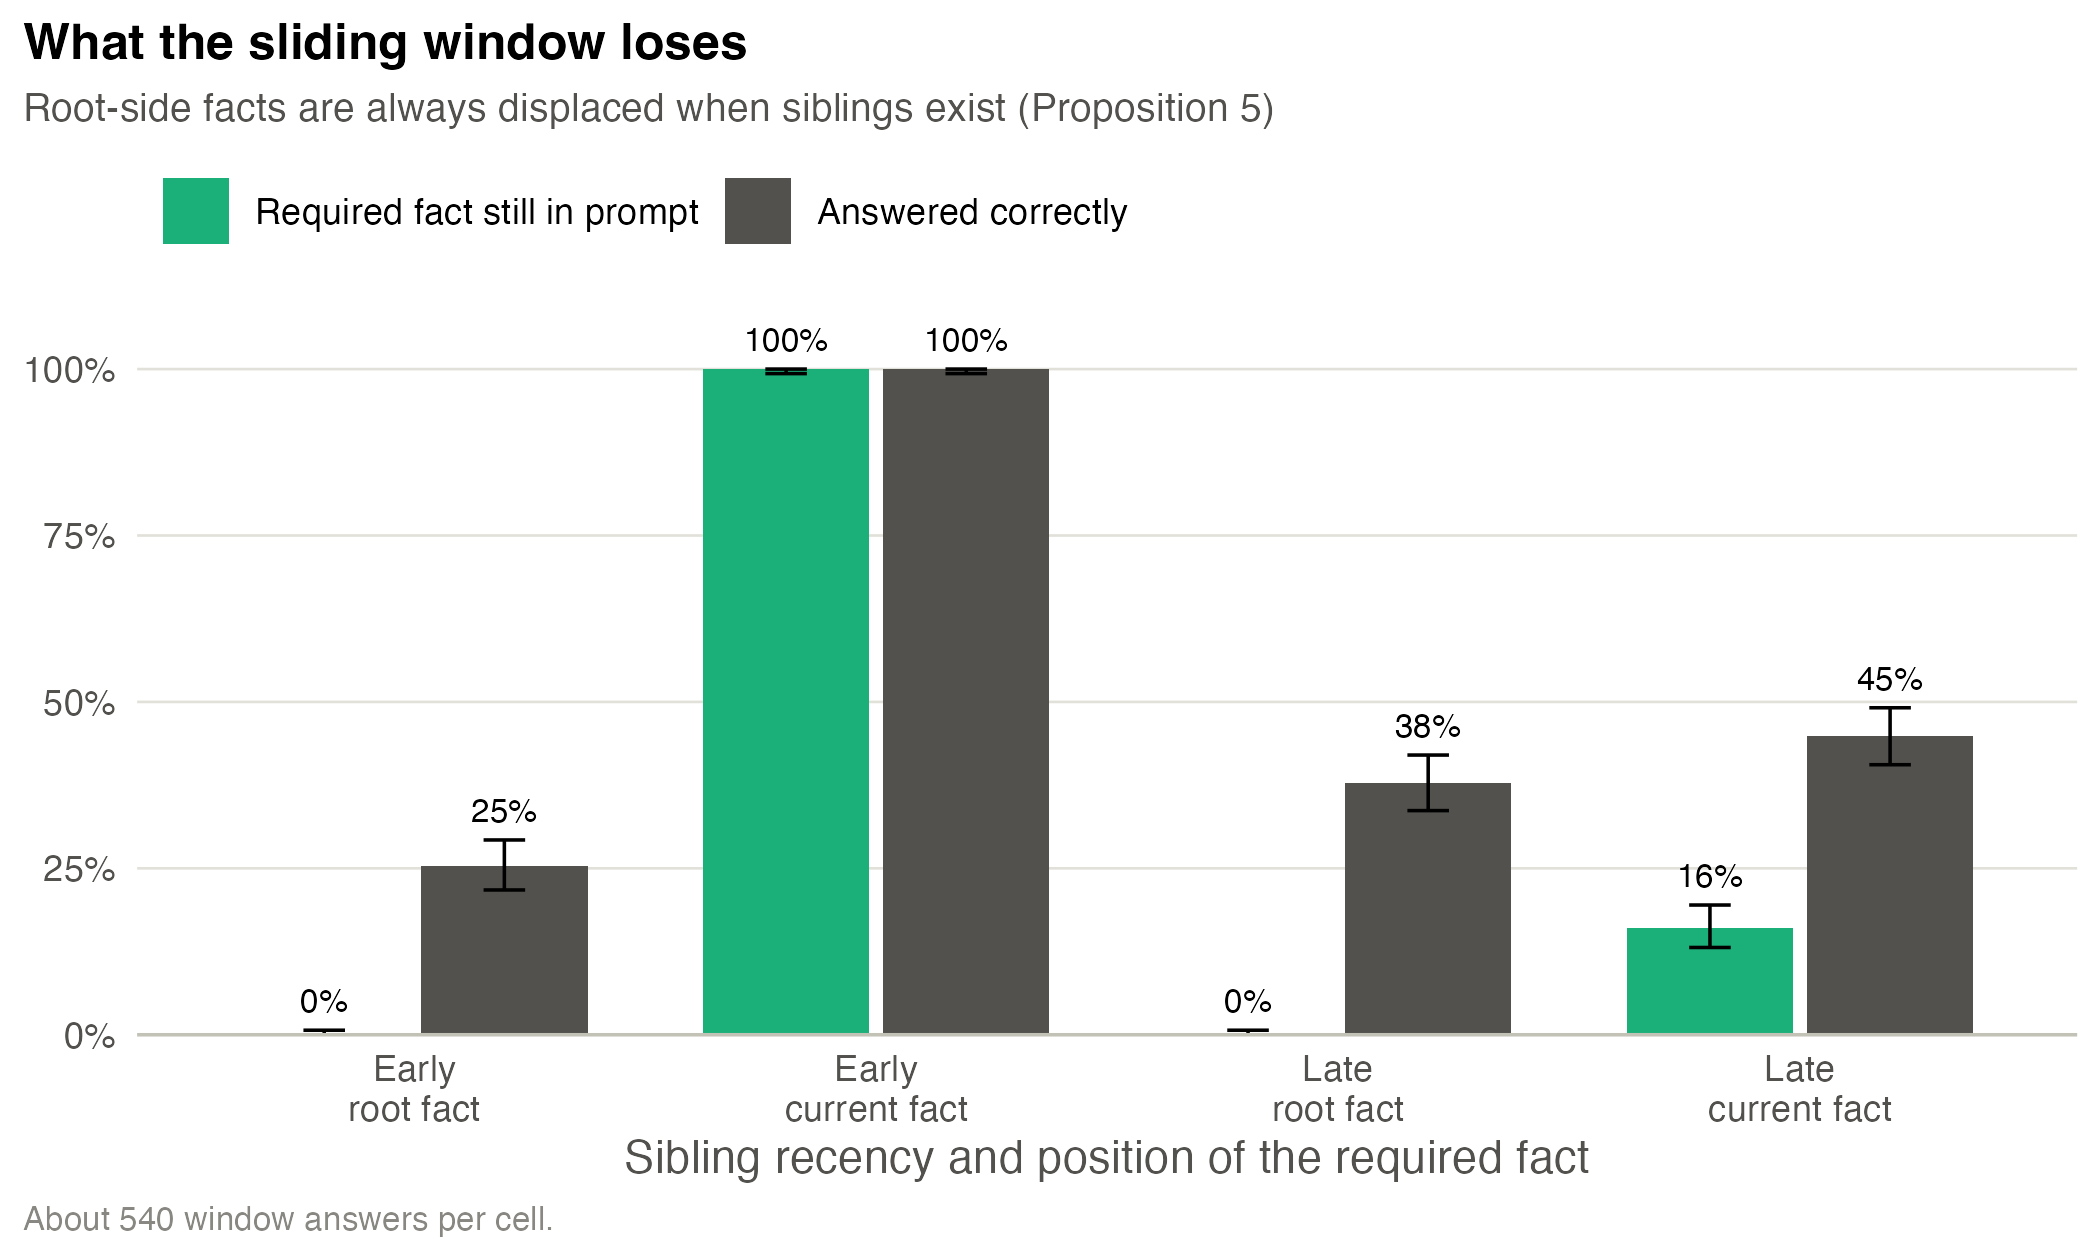 What the sliding window loses
Root-side facts are always displaced when siblings exist (Proposition 5)
Required fact still in prompt
Answered correctly
100%
75%
50%
25%
0%
0%
25%
100%
100%
0%
38%
16%
45%
Early
root fact
Early
current fact
Late
root fact
Late
current fact
Sibling recency and position of the required fact
About 540 window answers per cell.